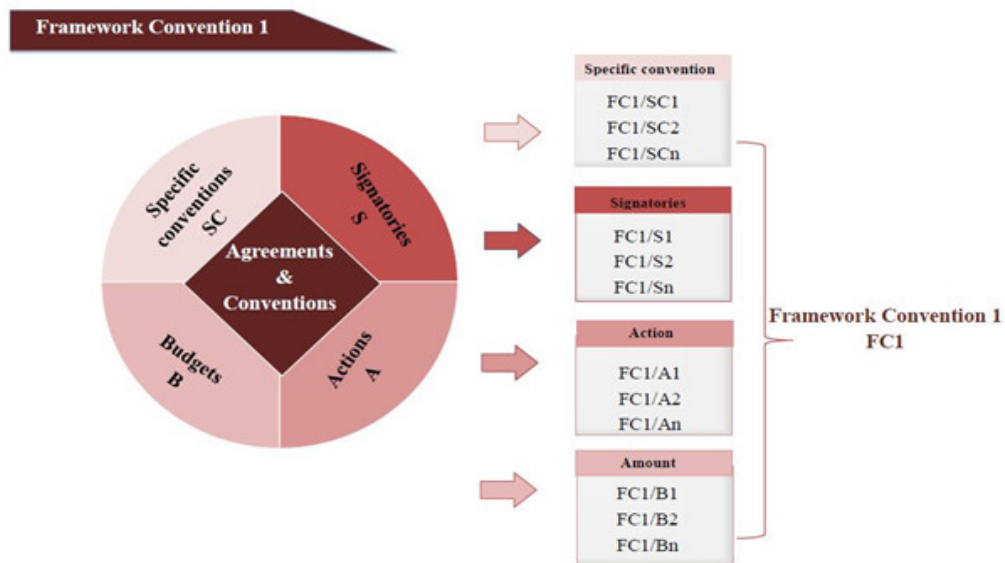 Framework Convention 1
Specific
conventions
SC
Signatories
S
Agreements
&
Conventions
Budgets
B
Actions
A
Specific convention
FC1/SC1
FC1/SC2
FC1/SCn
Signatories
FC1/S1
FC1/S2
FC1/Sn
Action
FC1/A1
FC1/A2
FC1/An
Amount
FC1/B1
FC1/B2
FC1/Bn
Framework Convention 1
FC1